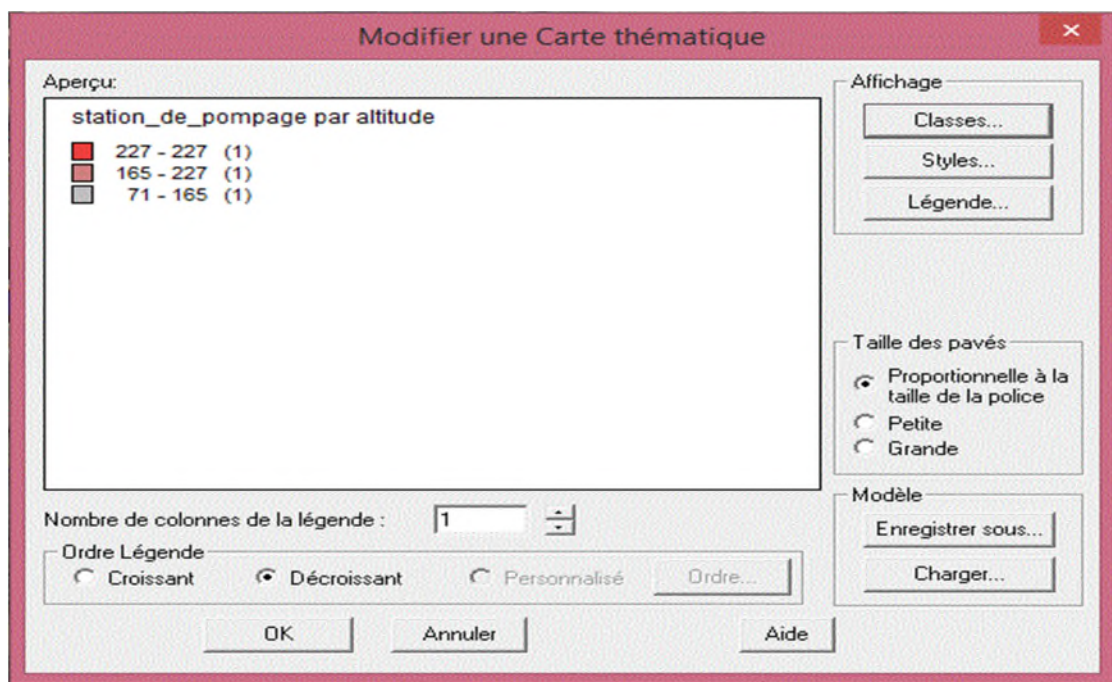 Modifier une Carte thématique
Aperçu:
station_de_pompage par altitude
227 - 227 (1)
165 - 227 (1)
71 - 165 (1)
Affichage
Classes...
Styles...
Légende...
Taille des pavés
Proportionnelle à la
taille de la police
Petite
Grande
Nombre de colonnes de la légende : 1
Ordre Légende
Croissant Décroissant Personnalisé Ordre...
Modèle
Enregistrer sous...
Charger...
OK Annuler Aide